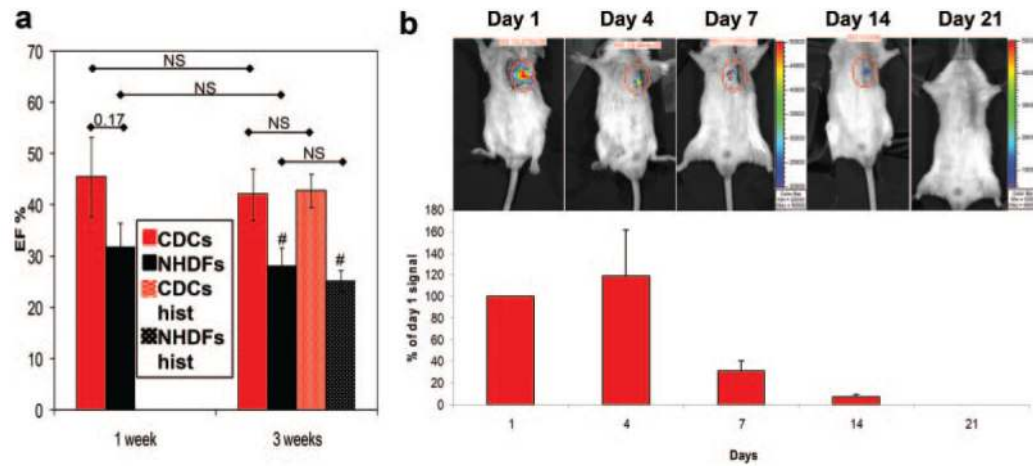 a
b
Day 1 Day 4 Day 7 Day 14 Day 21
70
60
50
40
30
20
10
0
EF %
NS
NS
0.17
NS
NS
#
#
CDCs
NHDFs
CDCs
hist
NHDFs
hist
1 week 3 weeks
180
160
140
120
100
80
60
40
20
0
% of day 1 signal
1 4 7 14 21
Days